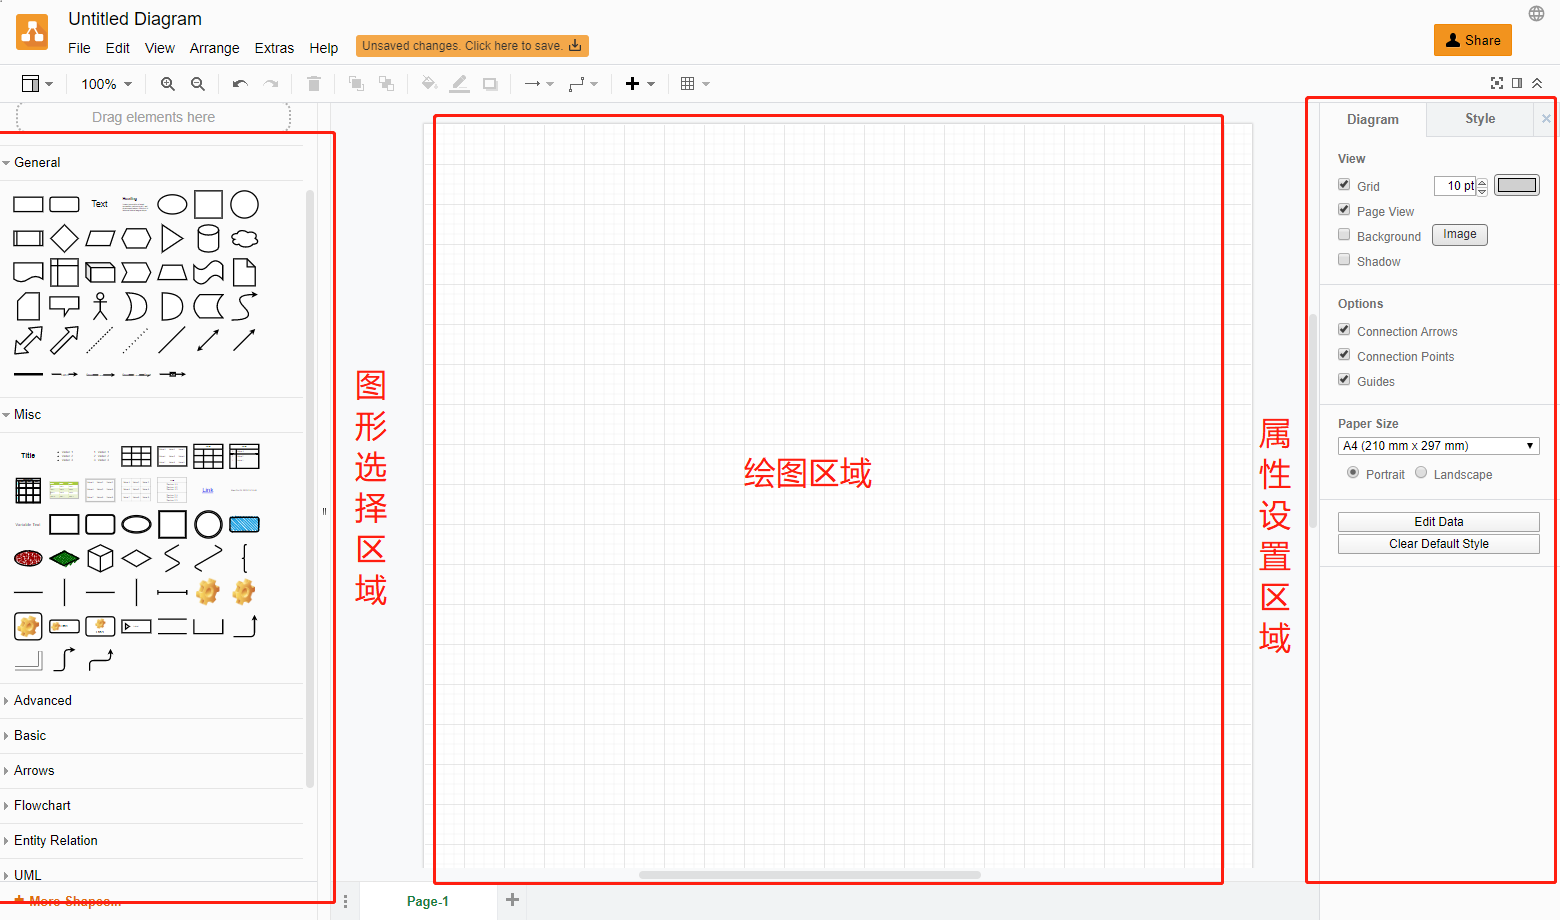 Untitled Diagram
File Edit View Arrange Extras Help Unsaved changes. Click here to save.
Share
100%
Drag elements here
General
Text
Heading
Misc
Title
Link
Variable Text
Advanced
Basic
Arrows
Flowchart
Entity Relation
UML
More Shapes...
图形选择区域
绘图区域
属性设置区域
Page-1
Diagram Style
View
Grid 10 pt
Page View
Background Image
Shadow
Options
Connection Arrows
Connection Points
Guides
Paper Size
A4 (210 mm x 297 mm)
Portrait Landscape
Edit Data
Clear Default Style